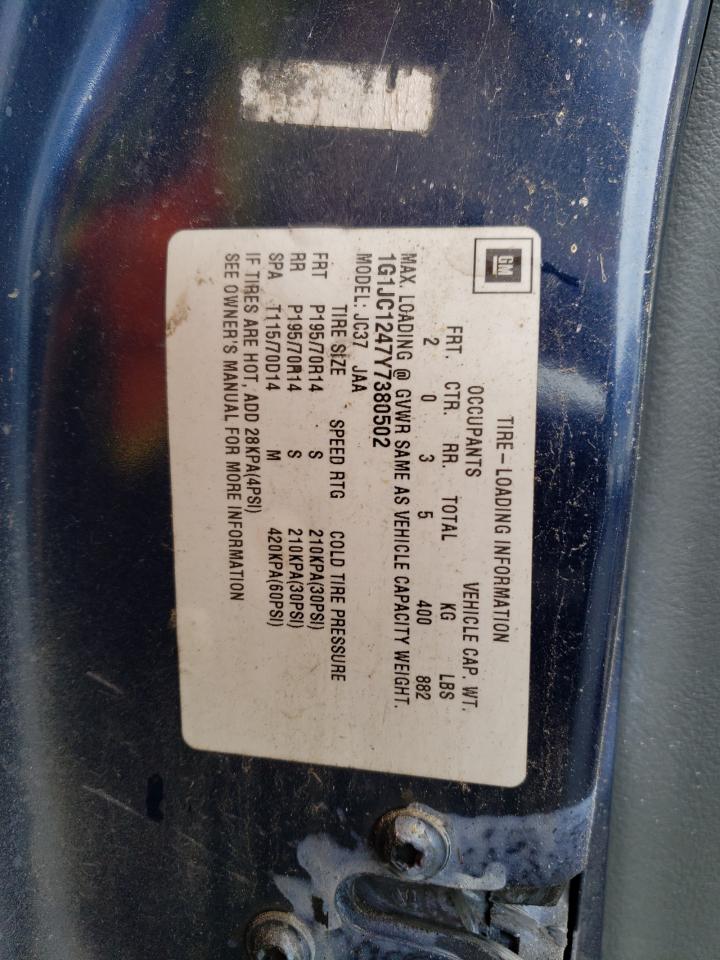 GM
TIRE-LOADING INFORMATION
OCCUPANTS VEHICLE CAP. WT.
FRT. CTR. RR. TOTAL KG LBS
2 0 3 5 400 882
MAX. LOADING @ GVWR SAME AS VEHICLE CAPACITY WEIGHT.
1G1JC1247Y7380502
MODEL: JC37 JAA
TIRE SIZE SPEED RTG COLD TIRE PRESSURE
FRT P195/70R14 S 210KPA(30PSI)
RR P195/70R14 S 210KPA(30PSI)
SPA T115/70D14 M 420KPA(60PSI)
IF TIRES ARE HOT, ADD 28KPA(4PSI)
SEE OWNER'S MANUAL FOR MORE INFORMATION